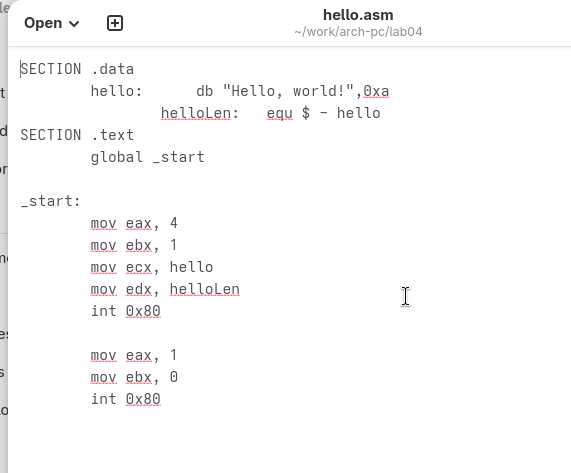 Open
hello.asm
~/work/arch-pc/lab04
SECTION .data
hello: db "Hello, world!",0xa
helloLen: equ $ - hello
SECTION .text
global _start
_start:
mov eax, 4
mov ebx, 1
mov ecx, hello
mov edx, helloLen
int 0x80
mov eax, 1
mov ebx, 0
int 0x80